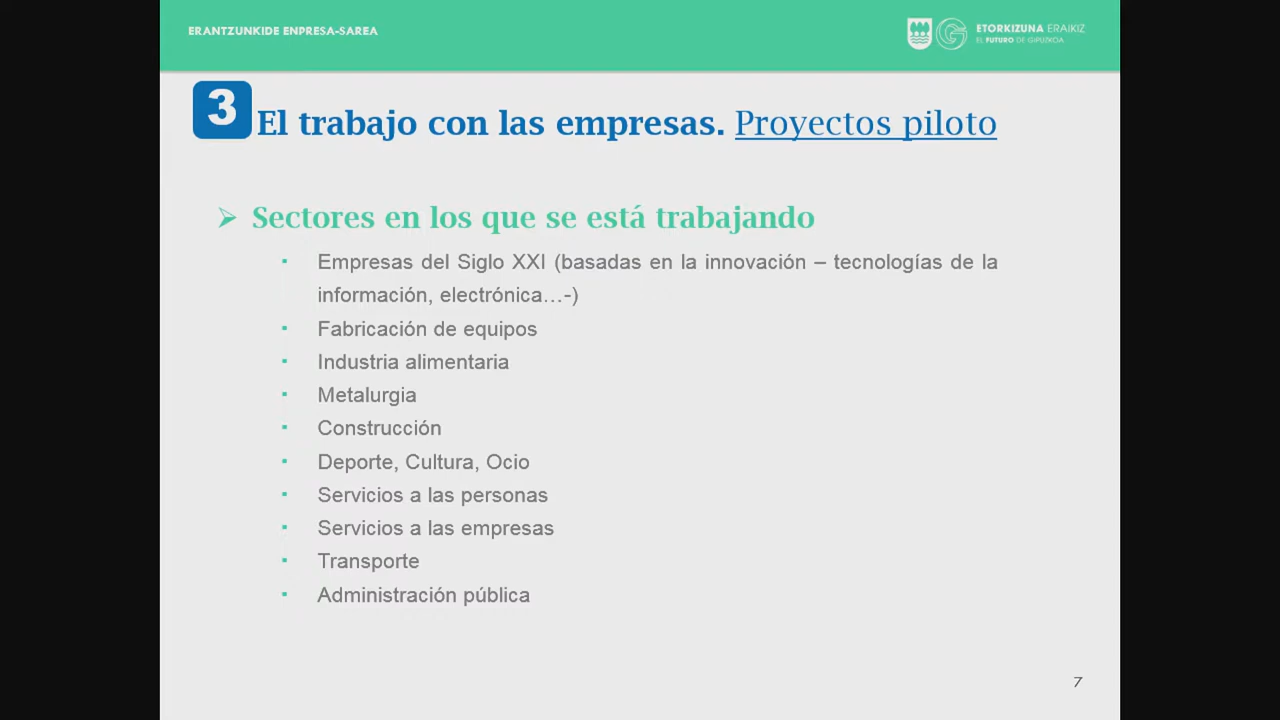 ERANTZUNKIDE ENPRESA-SAREA
ETORKIZUNA ERAIKIZ
EL FUTURO DE GIPUZKOA
3
El trabajo con las empresas. Proyectos piloto
➢ Sectores en los que se está trabajando
▪ Empresas del Siglo XXI (basadas en la innovación – tecnologías de la
información, electrónica…-)
▪ Fabricación de equipos
▪ Industria alimentaria
▪ Metalurgia
▪ Construcción
▪ Deporte, Cultura, Ocio
▪ Servicios a las personas
▪ Servicios a las empresas
▪ Transporte
▪ Administración pública
7